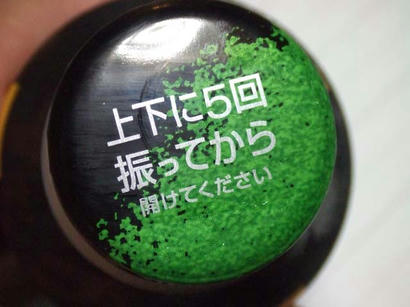 上下に5回
振ってから
開けてください